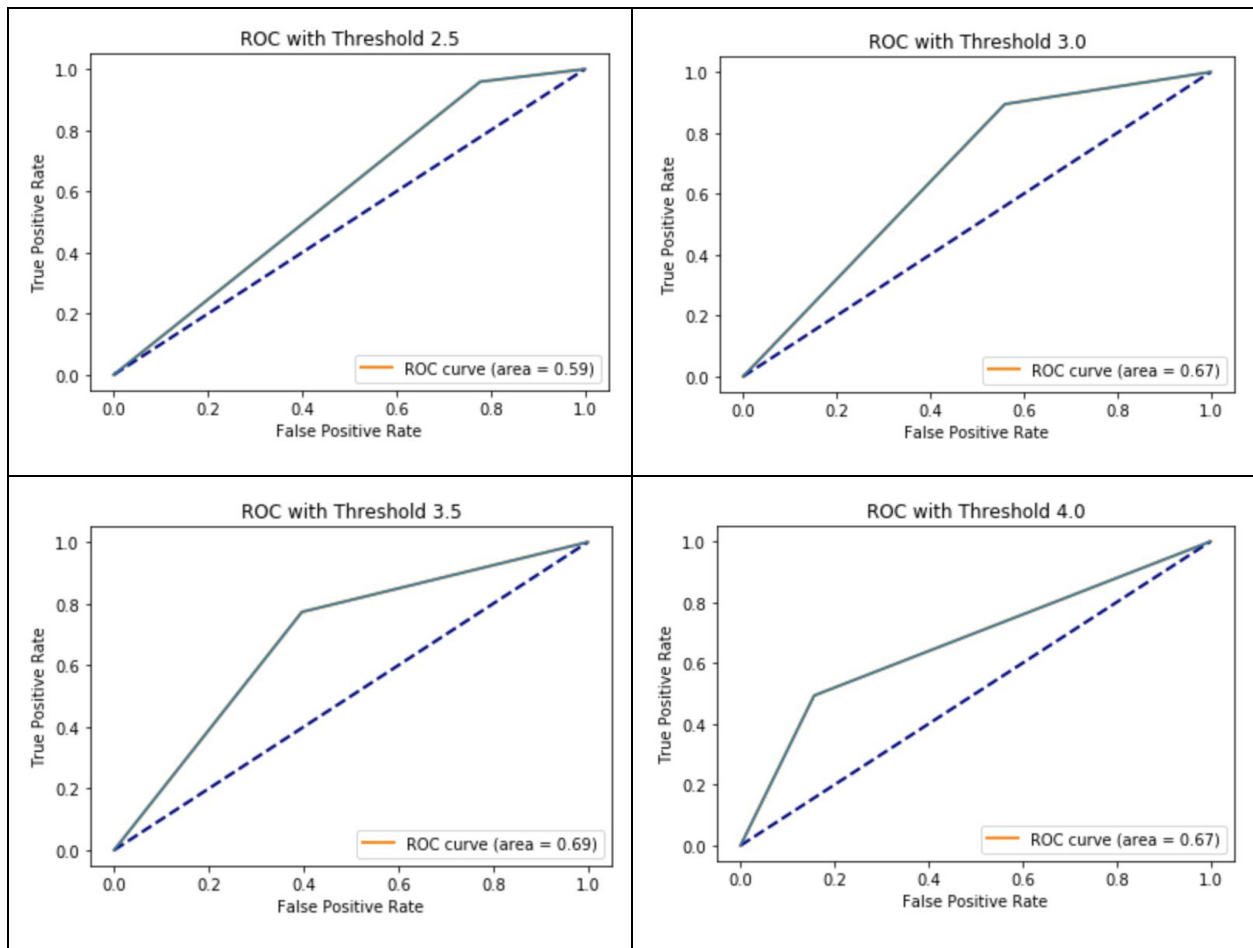 ROC with Threshold 2.5
1.0
0.8
0.6
0.4
0.2
0.0
True Positive Rate
ROC curve (area = 0.59)
0.0 0.2 0.4 0.6 0.8 1.0
False Positive Rate
ROC with Threshold 3.0
1.0
0.8
0.6
0.4
0.2
0.0
True Positive Rate
ROC curve (area = 0.67)
0.0 0.2 0.4 0.6 0.8 1.0
False Positive Rate
ROC with Threshold 3.5
1.0
0.8
0.6
0.4
0.2
0.0
True Positive Rate
ROC curve (area = 0.69)
0.0 0.2 0.4 0.6 0.8 1.0
False Positive Rate
ROC with Threshold 4.0
1.0
0.8
0.6
0.4
0.2
0.0
True Positive Rate
ROC curve (area = 0.67)
0.0 0.2 0.4 0.6 0.8 1.0
False Positive Rate